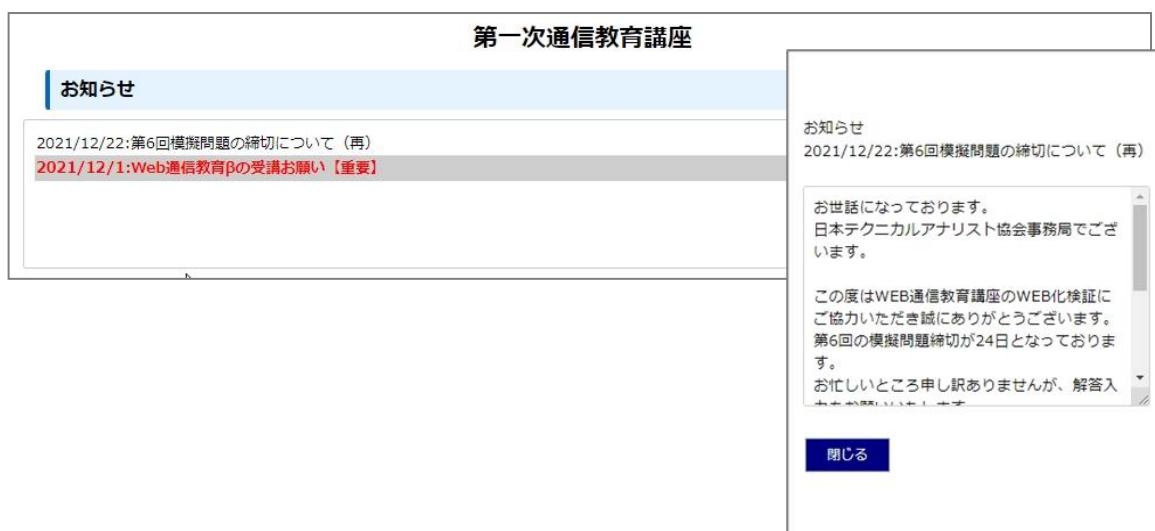 第一次通信教育講座
お知らせ
2021/12/22:第6回模擬問題の締切について（再）
2021/12/1:Web通信教育βの受講お願い【重要】
お知らせ
2021/12/22:第6回模擬問題の締切について（再）
お世話になっております。
日本テクニカルアナリスト協会事務局でござ
います。
この度はWEB通信教育講座のWEB化検証に
ご協力いただき誠にありがとうございます。
第6回の模擬問題締切が24日となっておりま
す。
お忙しいところ申し訳ありませんが、解答入
閉じる